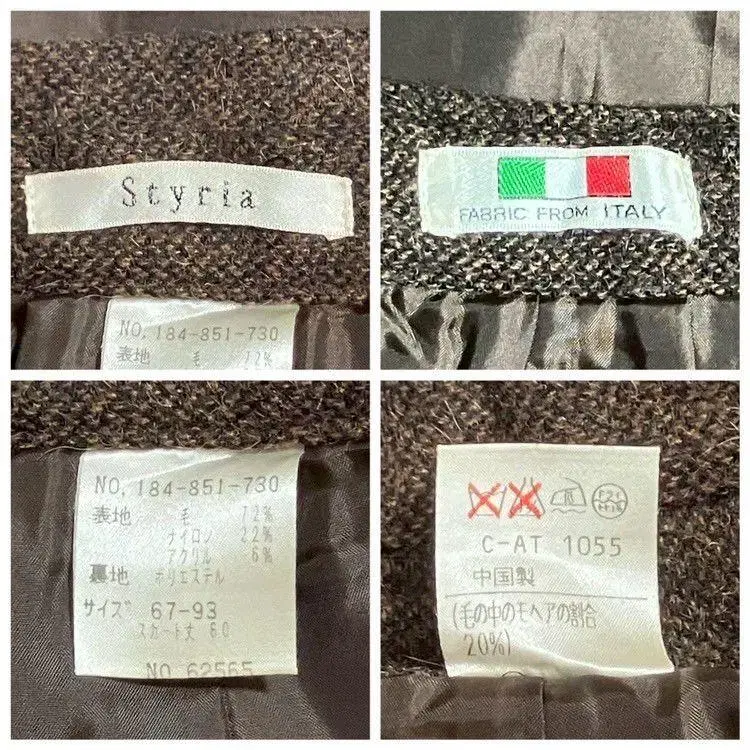 Styria
NO, 184-851-730
表地 毛 72%
FABRIC FROM ITALY
NO, 184-851-730
表地 毛 72%
ナイロン 22%
アクリル 6%
裏地 ポリエステル
サイズ 67-93
スカート丈 60
NO 62565
C-AT 1055
中国製
(毛の中のモヘアの割合
20%)